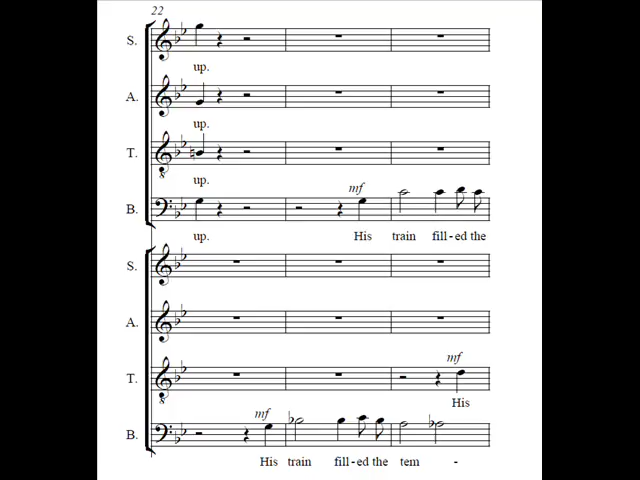 22
S.
up.
A.
up.
T.
up.
mf
B.
up. His train fill-ed the
S.
A.
mf
T.
His
mf
B.
His train fill-ed the tem -